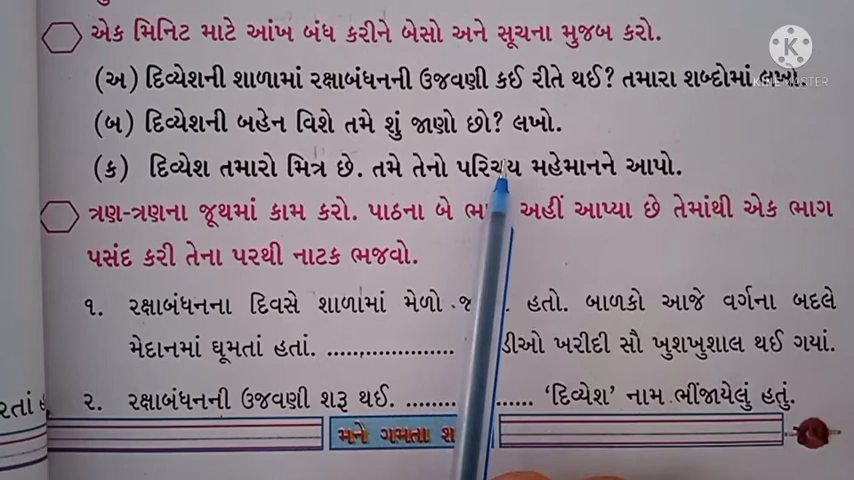 એક મિનિટ માટે આંખ બંધ કરીને બેસો અને સૂચના મુજબ કરો.
(અ) દિવ્યેશની શાળામાં રક્ષાબંધનની ઉજવણી કઈ રીતે થઈ? તમારા શબ્દોમાં લખો.
KINEMASTER
(બ) દિવ્યેશની બહેન વિશે તમે શું જાણો છો? લખો.
(ક) દિવ્યેશ તમારો મિત્ર છે. તમે તેનો પરિચય મહેમાનને આપો.
ત્રણ-ત્રણના જૂથમાં કામ કરો. પાઠના બે અહીં આપ્યા છે તેમાંથી એક ભાગ
પસંદ કરી તેના પરથી નાટક ભજવો.
૧. રક્ષાબંધનના દિવસે શાળામાં મેળો હતો. બાળકો આજે વર્ગના બદલે
મેદાનમાં ઘૂમતાં હતાં. .................... ખરીદી સૌ ખુશખુશાલ થઈ ગયાં.
૨. રક્ષાબંધનની ઉજવણી શરૂ થઈ. .................... 'દિવ્યેશ' નામ ભીંજાયેલું હતું.
મને ગમતા